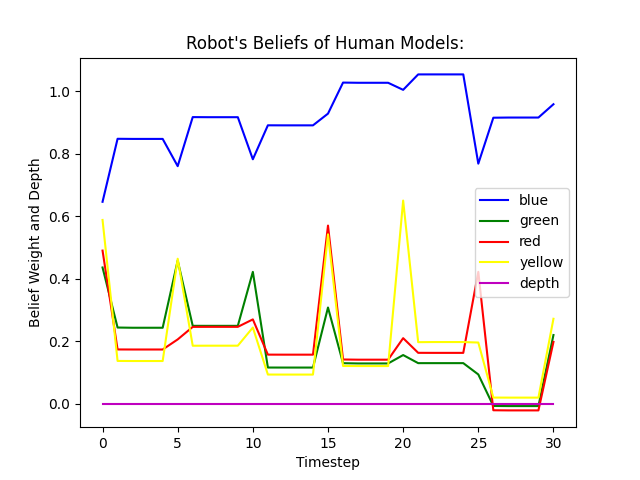 Robot's Beliefs of Human Models:
Belief Weight and Depth
1.0
0.8
0.6
0.4
0.2
0.0
blue
green
red
yellow
depth
0 5 10 15 20 25 30
Timestep